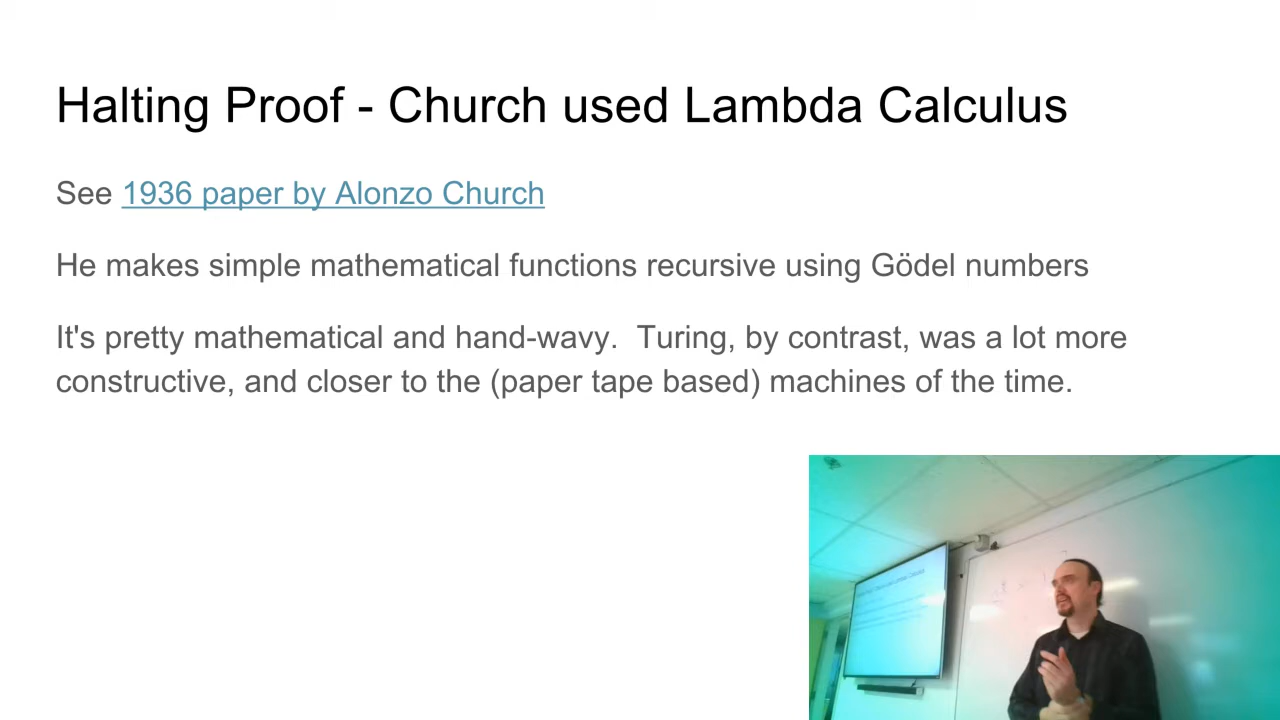 Halting Proof - Church used Lambda Calculus
See 1936 paper by Alonzo Church
He makes simple mathematical functions recursive using Gödel numbers
It's pretty mathematical and hand-wavy.  Turing, by contrast, was a lot more
constructive, and closer to the (paper tape based) machines of the time.